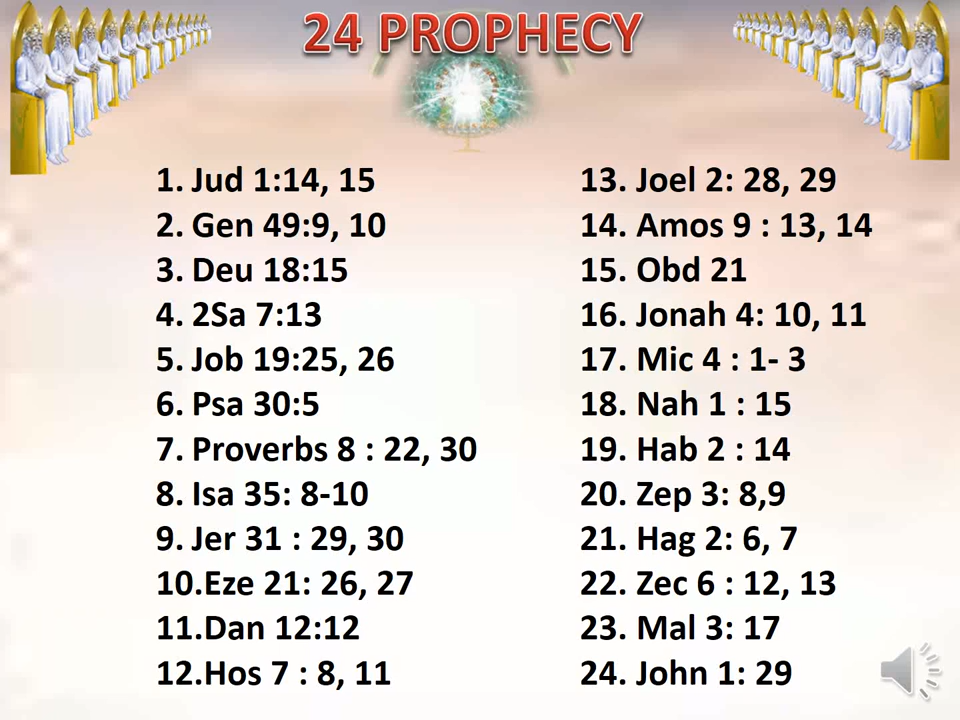 24 PROPHECY
1. Jud 1:14, 15
2. Gen 49:9, 10
3. Deu 18:15
4. 2Sa 7:13
5. Job 19:25, 26
6. Psa 30:5
7. Proverbs 8 : 22, 30
8. Isa 35: 8-10
9. Jer 31 : 29, 30
10.Eze 21: 26, 27
11.Dan 12:12
12.Hos 7 : 8, 11
13. Joel 2: 28, 29
14. Amos 9 : 13, 14
15. Obd 21
16. Jonah 4: 10, 11
17. Mic 4 : 1- 3
18. Nah 1 : 15
19. Hab 2 : 14
20. Zep 3: 8,9
21. Hag 2: 6, 7
22. Zec 6 : 12, 13
23. Mal 3: 17
24. John 1: 29